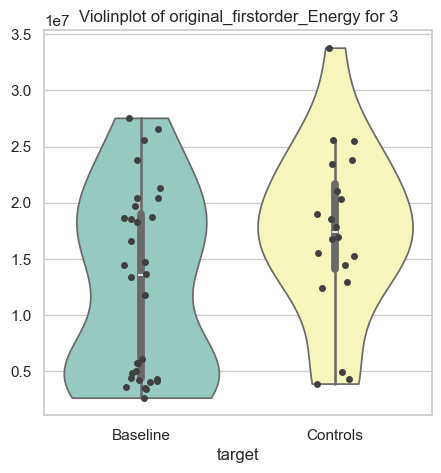 Violinplot of original_firstorder_Energy for 3
1e7
3.5
3.0
2.5
2.0
1.5
1.0
0.5
Baseline Controls
target